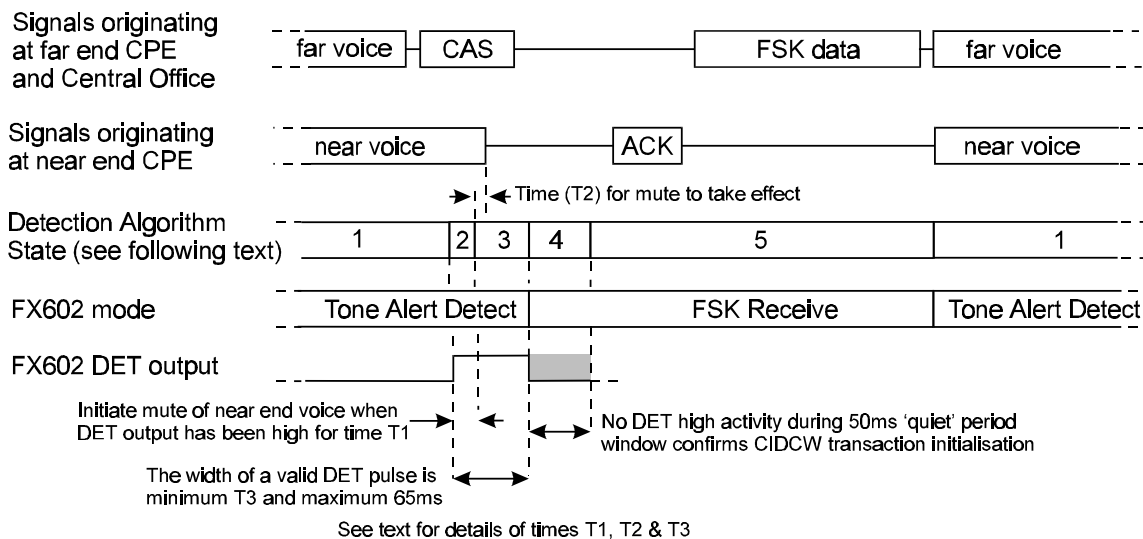 Signals originating
at far end CPE
and Central Office
far voice
CAS
FSK data
far voice
Signals originating
at near end CPE
near voice
ACK
near voice
Time (T2) for mute to take effect
Detection Algorithm
State (see following text)
1
2
3
4
5
1
FX602 mode
Tone Alert Detect
FSK Receive
Tone Alert Detect
FX602 DET output
Initiate mute of near end voice when
DET output has been high for time T1
No DET high activity during 50ms ‘quiet’ period
window confirms CIDCW transaction initialisation
The width of a valid DET pulse is
minimum T3 and maximum 65ms
See text for details of times T1, T2 & T3